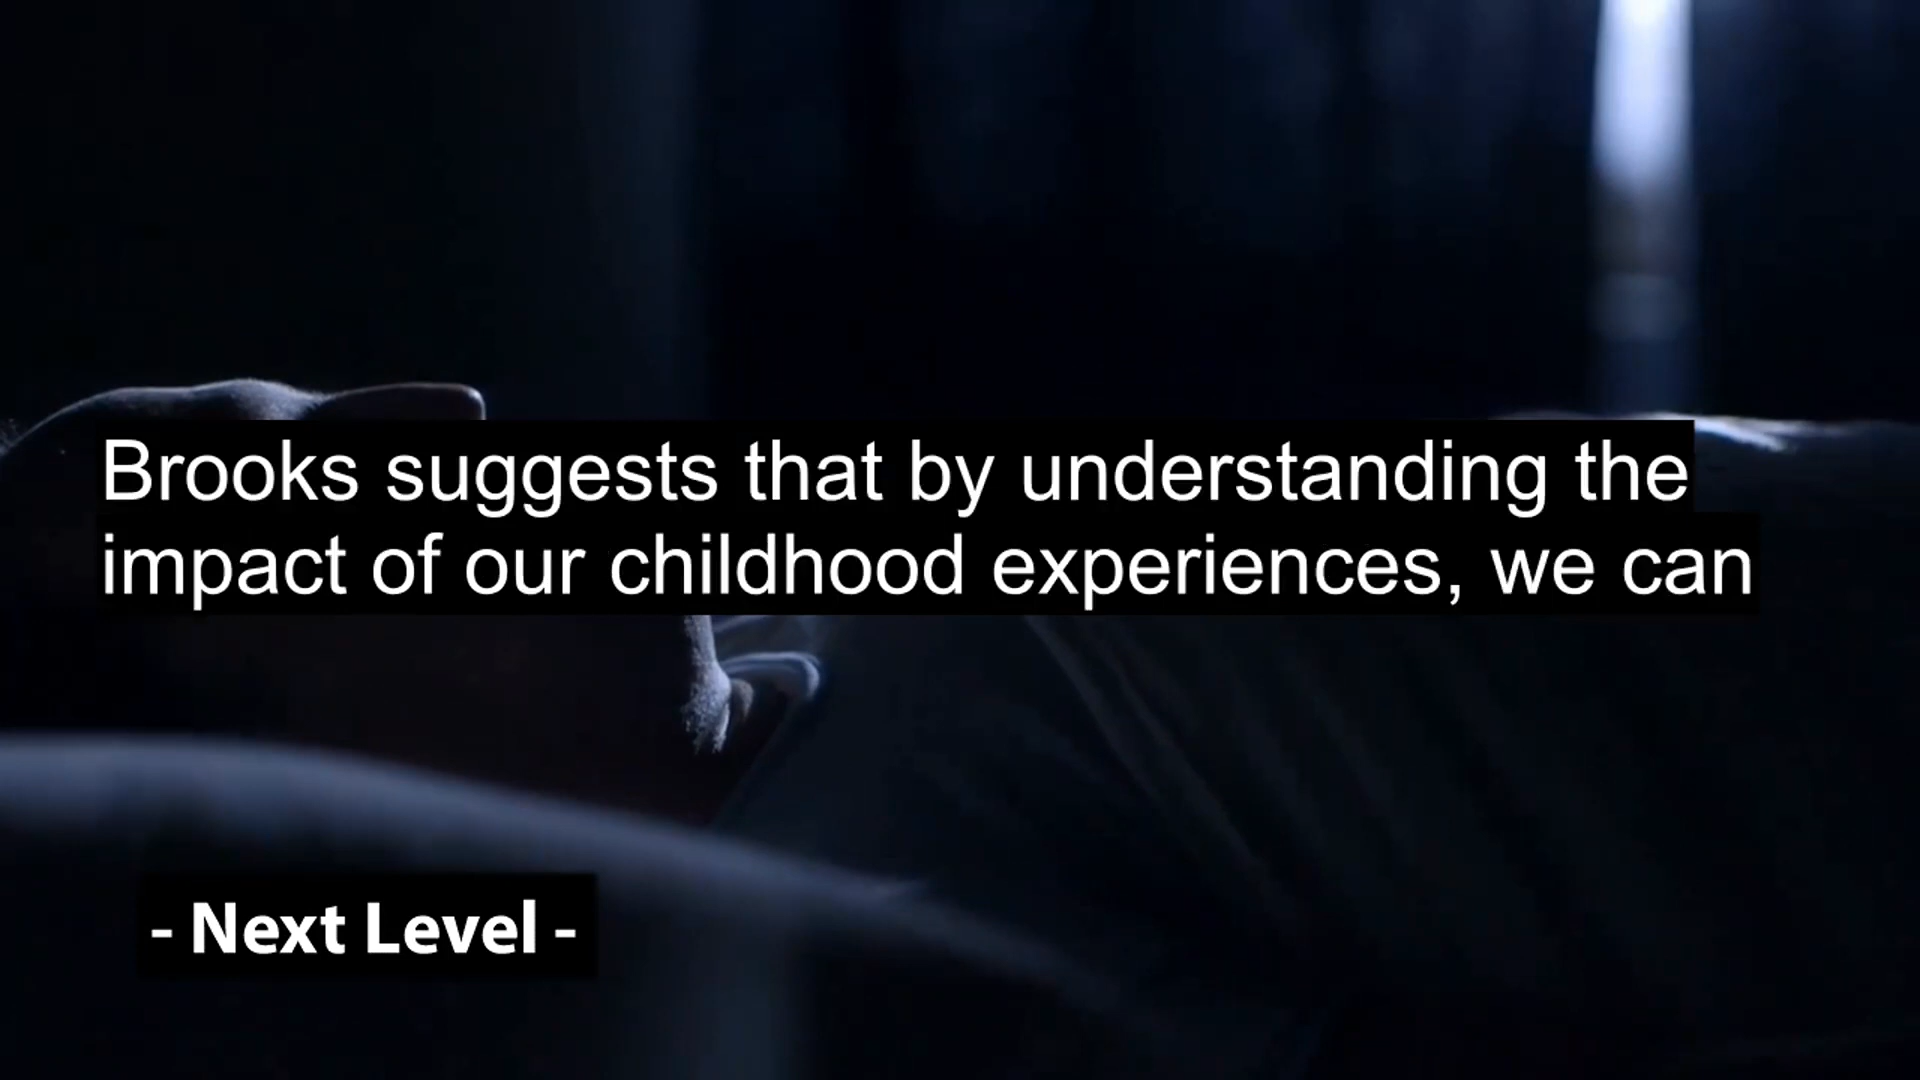 Brooks suggests that by understanding the
impact of our childhood experiences, we can
- Next Level -